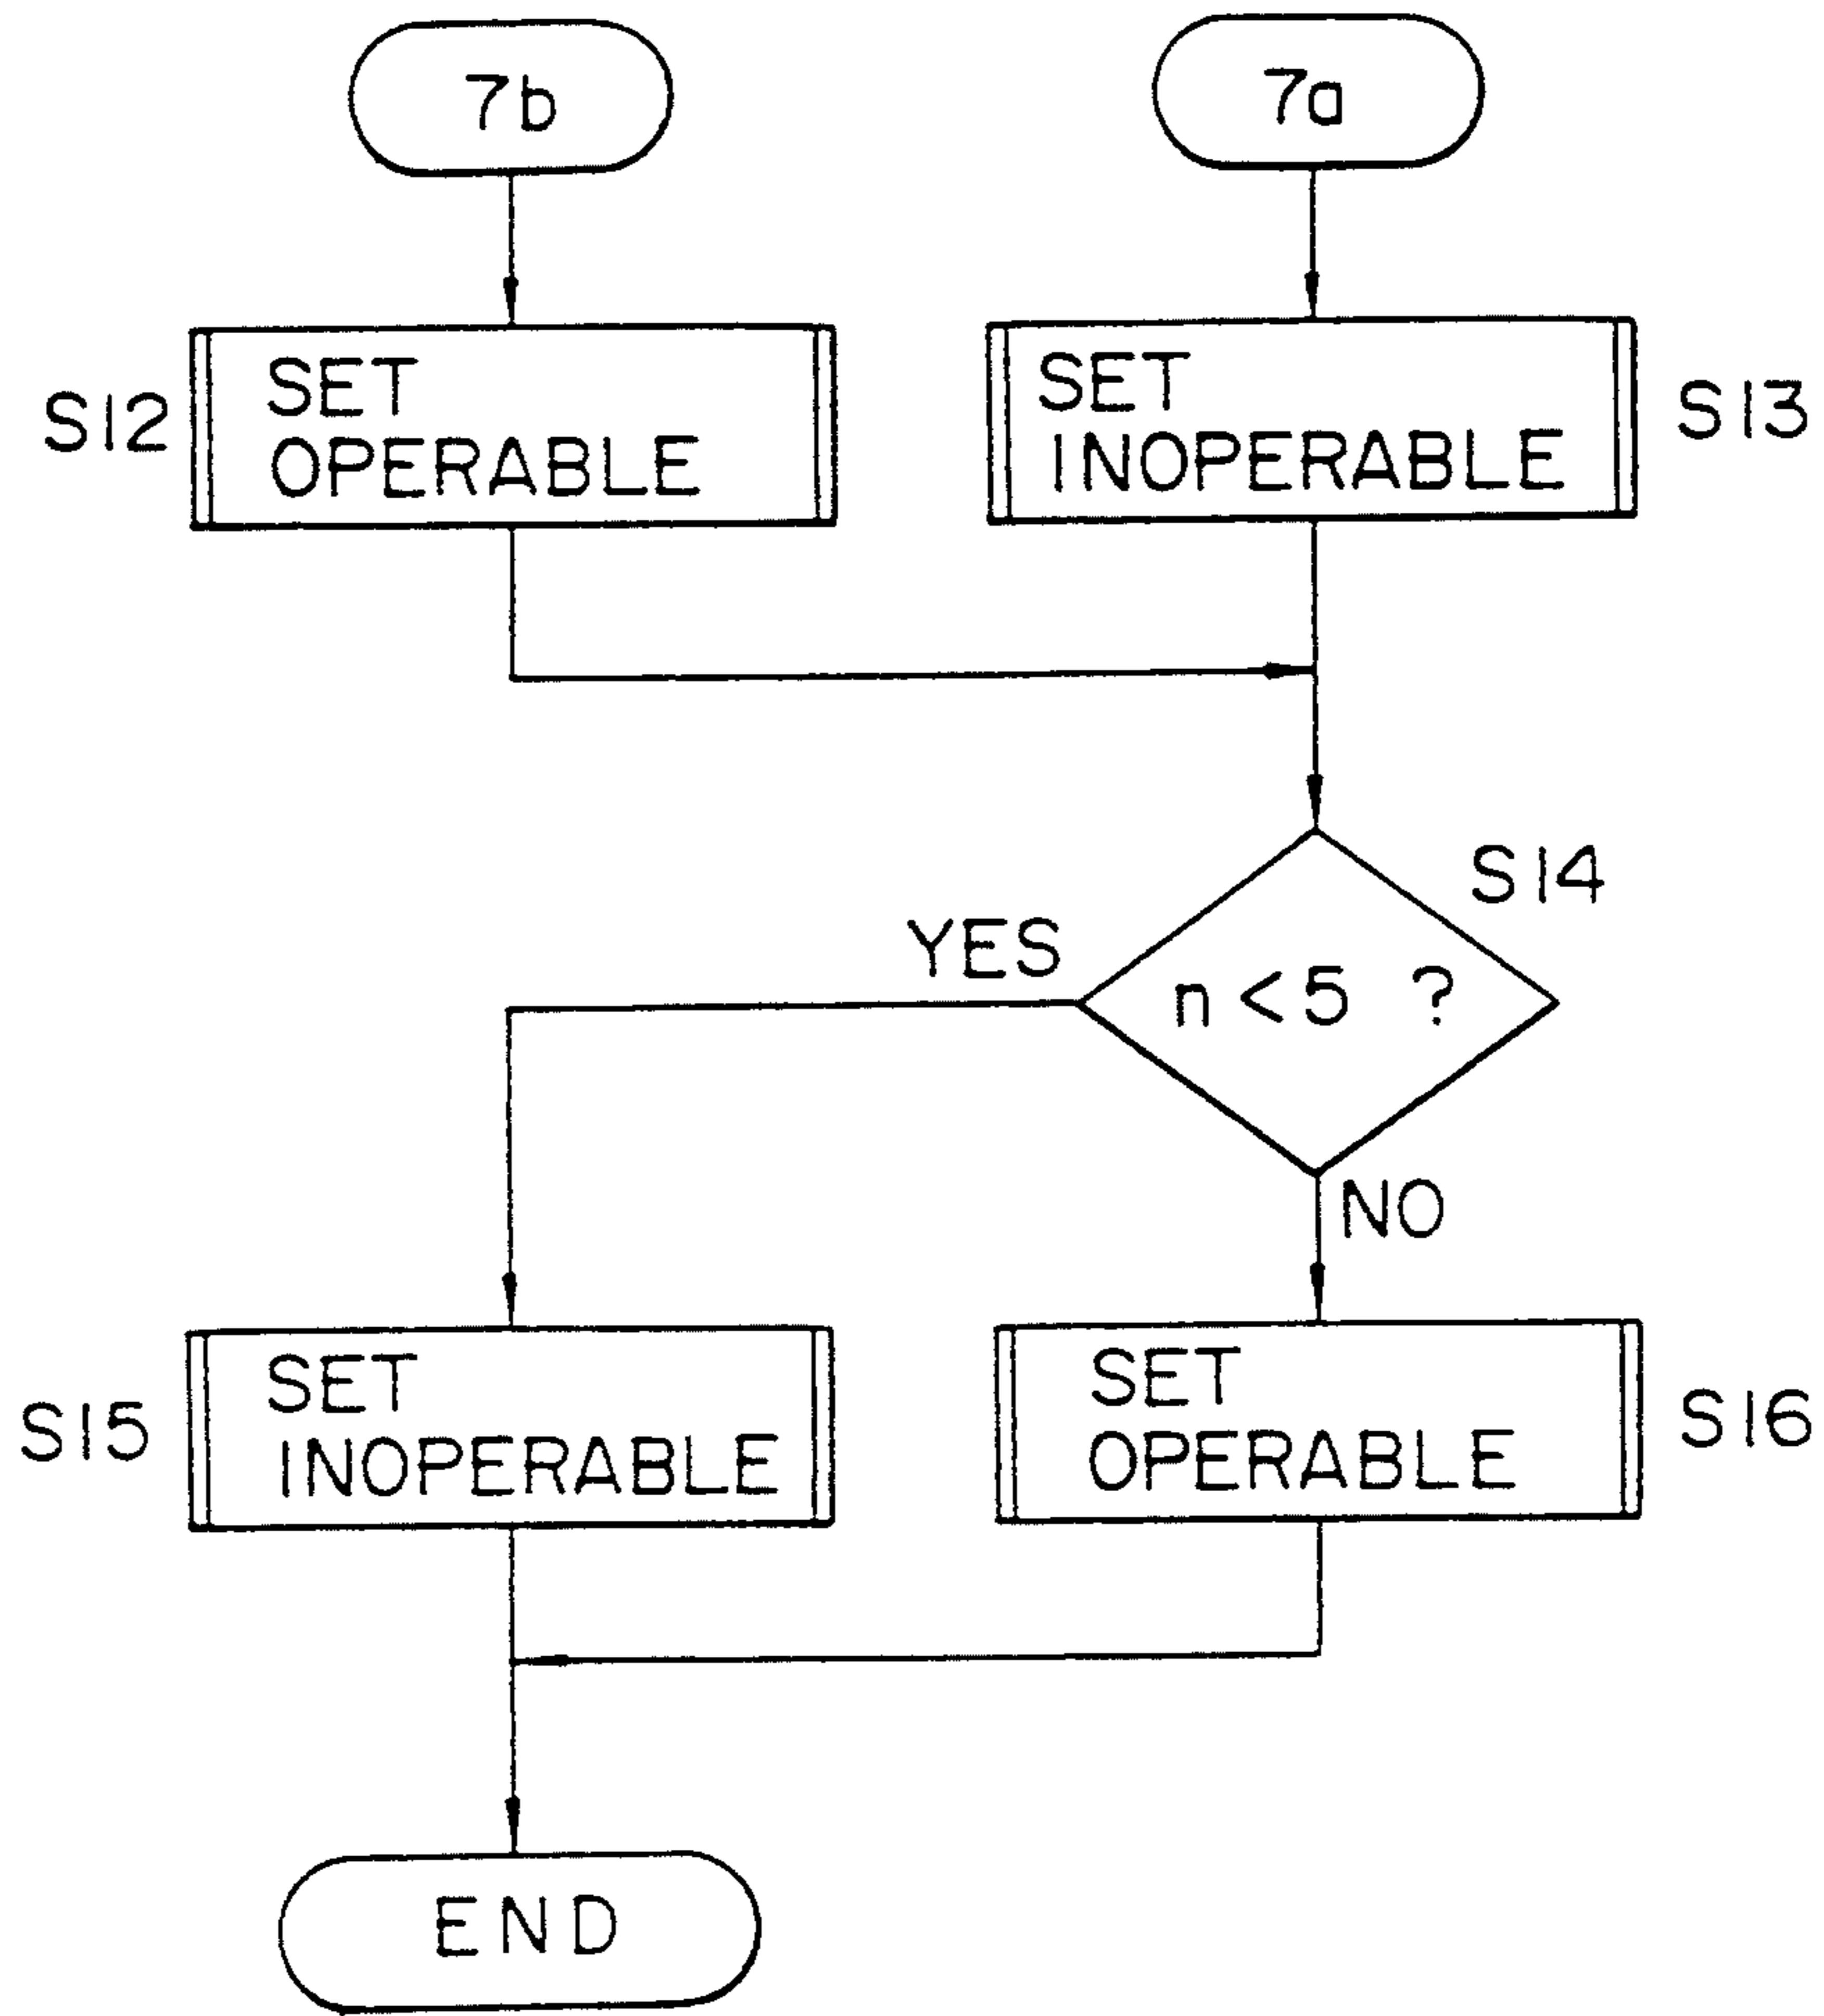 7b
7a
S12
SET
OPERABLE
SET
INOPERABLE
S13
S14
YES
n<5 ?
NO
S15
SET
INOPERABLE
SET
OPERABLE
S16
END